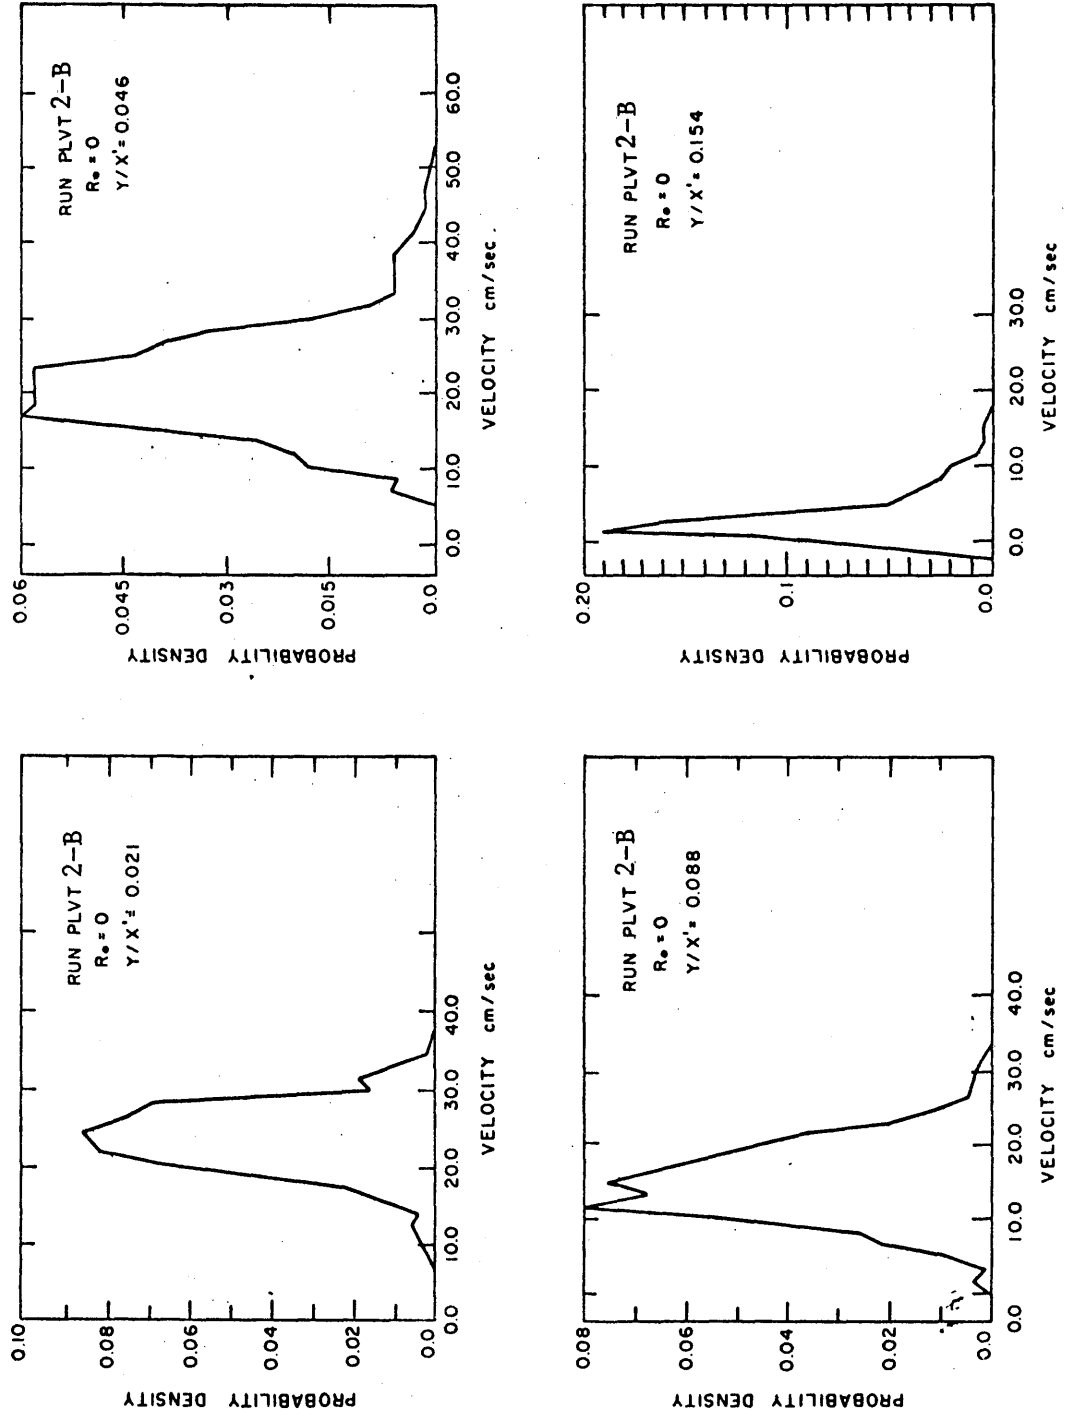 PROBABILITY DENSITY
0.10
0.08
0.06
0.04
0.02
0.0
RUN PLVT 2-B
Re = 0
Y/X' = 0.021
0.0 10.0 20.0 30.0 40.0
VELOCITY cm/sec
PROBABILITY DENSITY
0.06
0.045
0.03
0.015
0.0
RUN PLVT 2-B
Re = 0
Y/X' = 0.046
0.0 10.0 20.0 30.0 40.0 50.0 60.0
VELOCITY cm/sec
PROBABILITY DENSITY
0.08
0.06
0.04
0.02
0.0
RUN PLVT 2-B
Re = 0
Y/X' = 0.088
0.0 10.0 20.0 30.0 40.0
VELOCITY cm/sec
PROBABILITY DENSITY
0.20
0.1
0.0
RUN PLVT 2-B
Re = 0
Y/X' = 0.154
0.0 10.0 20.0 30.0
VELOCITY cm/sec